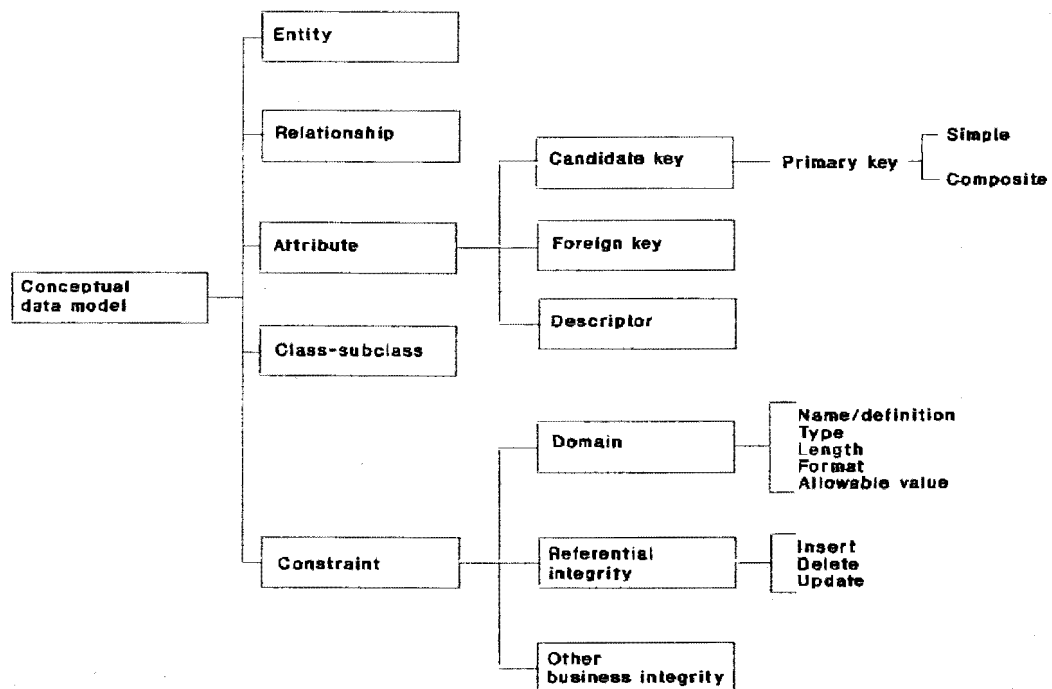 Entity
Relationship
Candidate key
Primary key
Simple
Composite
Attribute
Foreign key
Conceptual
data model
Descriptor
Class-subclass
Domain
Name/definition
Type
Length
Format
Allowable value
Constraint
Referential
integrity
Insert
Delete
Update
Other
business integrity